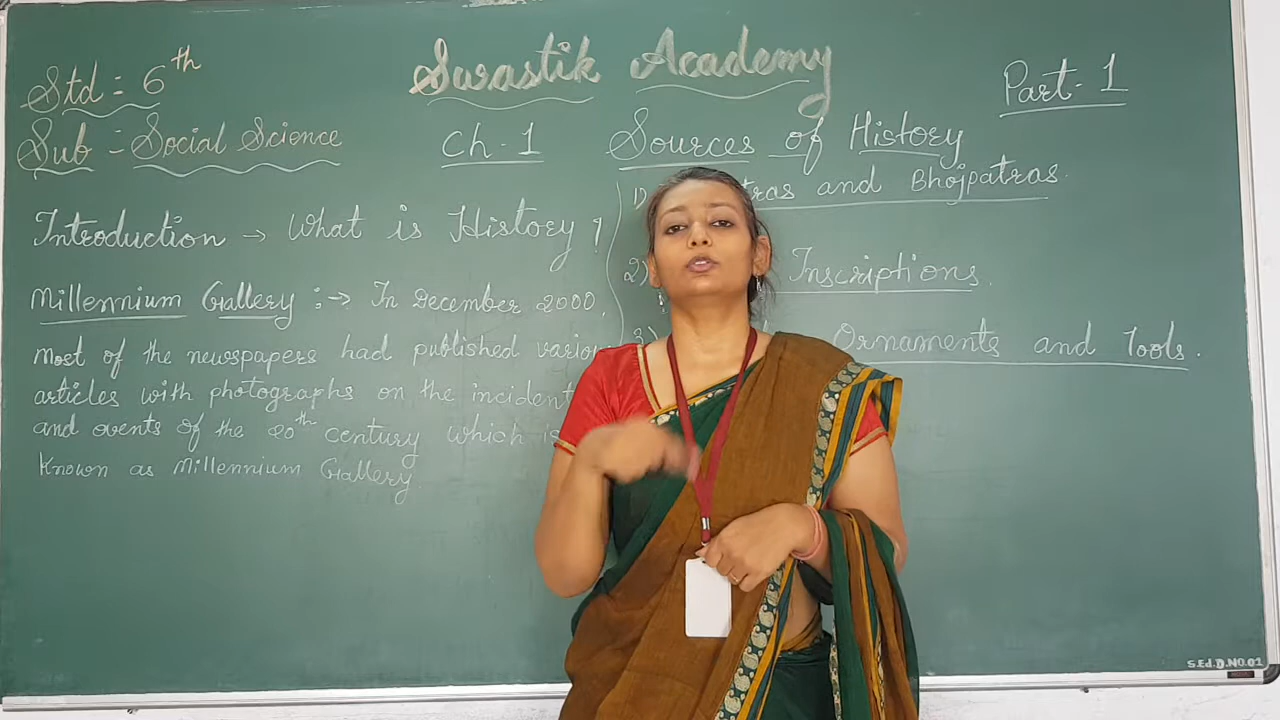 Std = 6th
Swastik Academy
Part- 1
Sub = Social Science
Ch - 1 Sources of History
Introduction → What is History ?
Millennium Gallery :→ In December 2000,
Most of the newspapers had published
articles with photographs on the
and events of the 20th century which
known as Millennium Gallery.
1) and Bhojpatras.
2) Inscriptions.
3) Ornaments and Tools.
S.Ed.D.NO.02